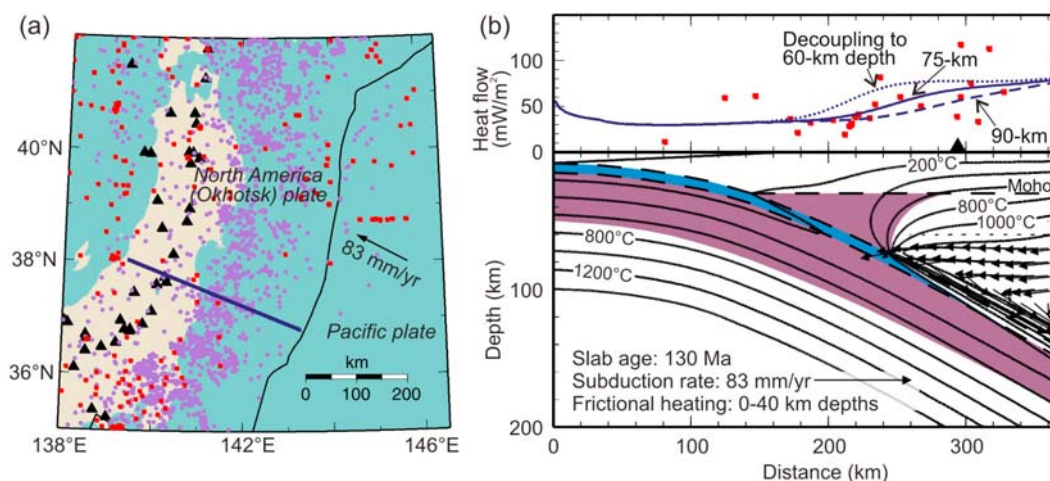 (a)
40°N
38°N
36°N
138°E
142°E
146°E
North America
(Okhotsk) plate
83 mm/yr
Pacific plate
km
0 100 200
(b)
Heat flow
(mW/m²)
100
50
0
Decoupling to
60-km depth
75-km
90-km
200°C
Moho
800°C
1000°C
800°C
1200°C
Depth (km)
100
200
Slab age: 130 Ma
Subduction rate: 83 mm/yr
Frictional heating: 0-40 km depths
0 100 200 300
Distance (km)